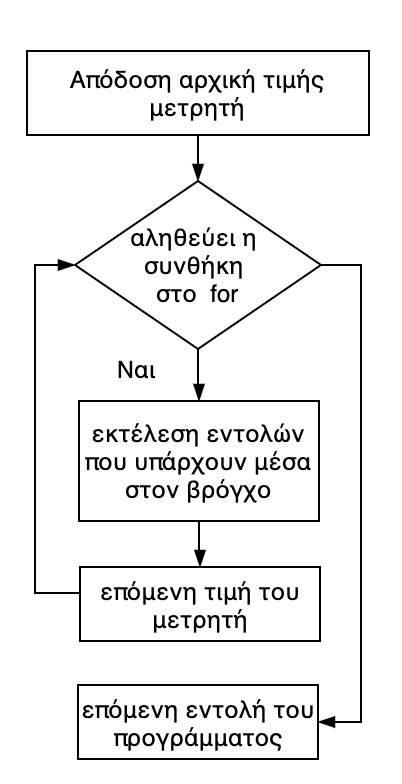 Απόδοση αρχική τιμής
μετρητή
αληθεύει η
συνθήκη
στο for
Ναι
εκτέλεση εντολών
που υπάρχουν μέσα
στον βρόγχο
επόμενη τιμή του
μετρητή
επόμενη εντολή του
προγράμματος